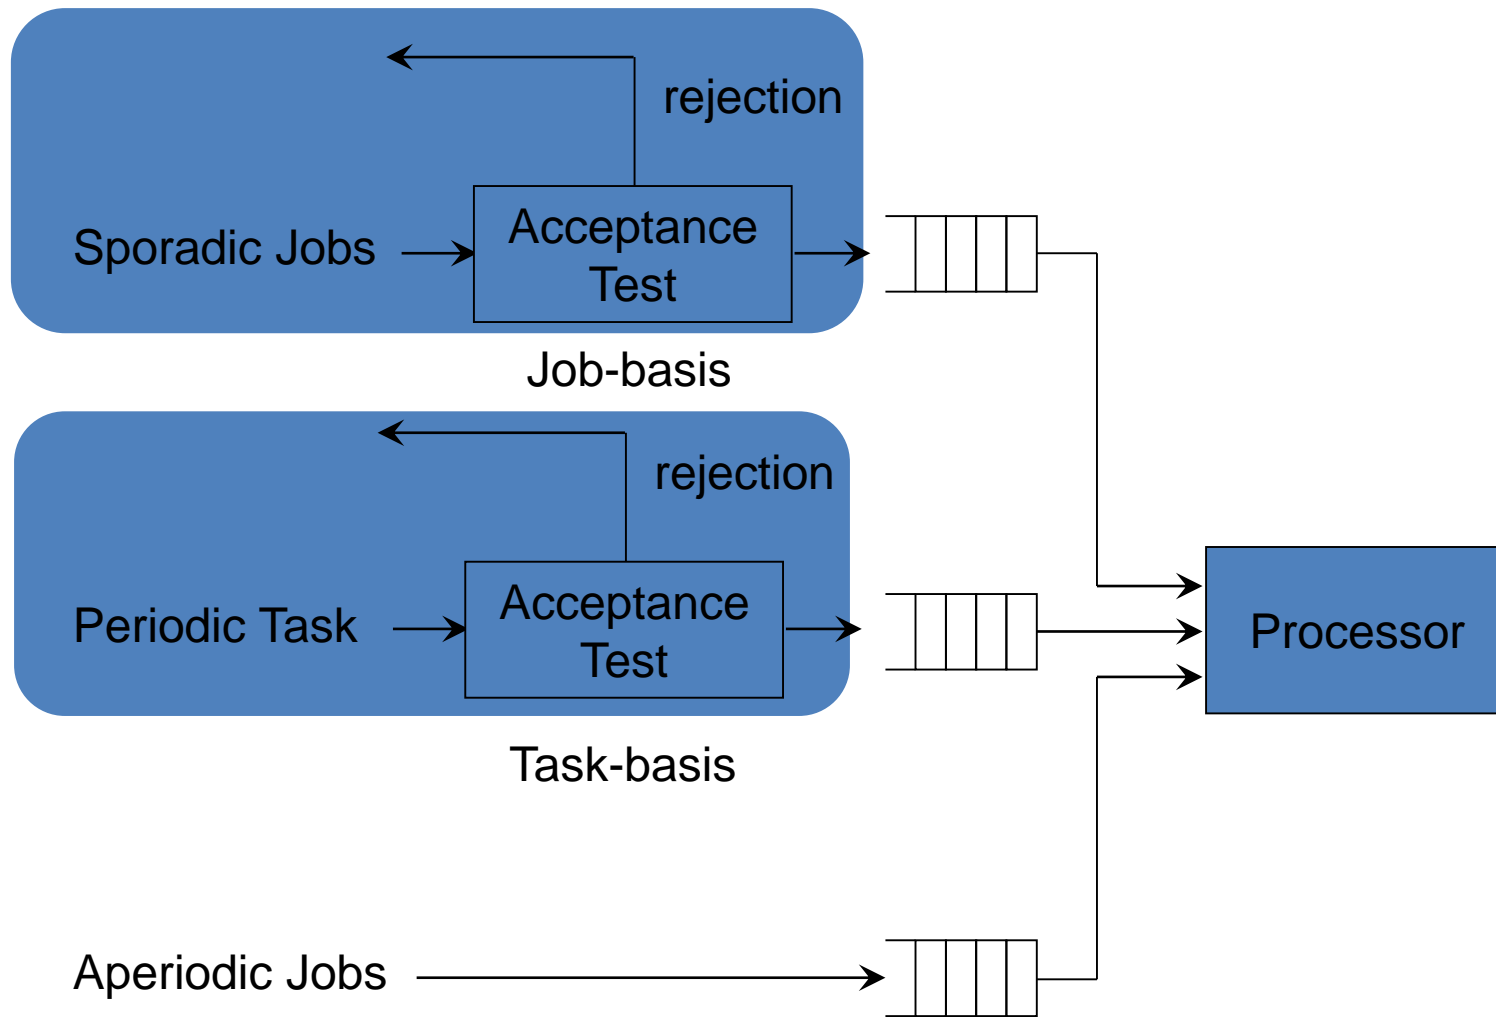 rejection
Sporadic Jobs
Acceptance
Test
Job-basis
rejection
Periodic Task
Acceptance
Test
Processor
Task-basis
Aperiodic Jobs